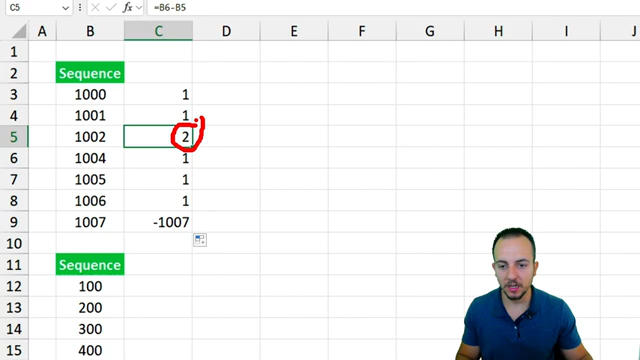 C5 fx =B6-B5
A B C D E F G H I J
1
2 Sequence
3 1000 1
4 1001 1
5 1002 2
6 1004 1
7 1005 1
8 1006 1
9 1007 -1007
10
11 Sequence
12 100
13 200
14 300
15 400